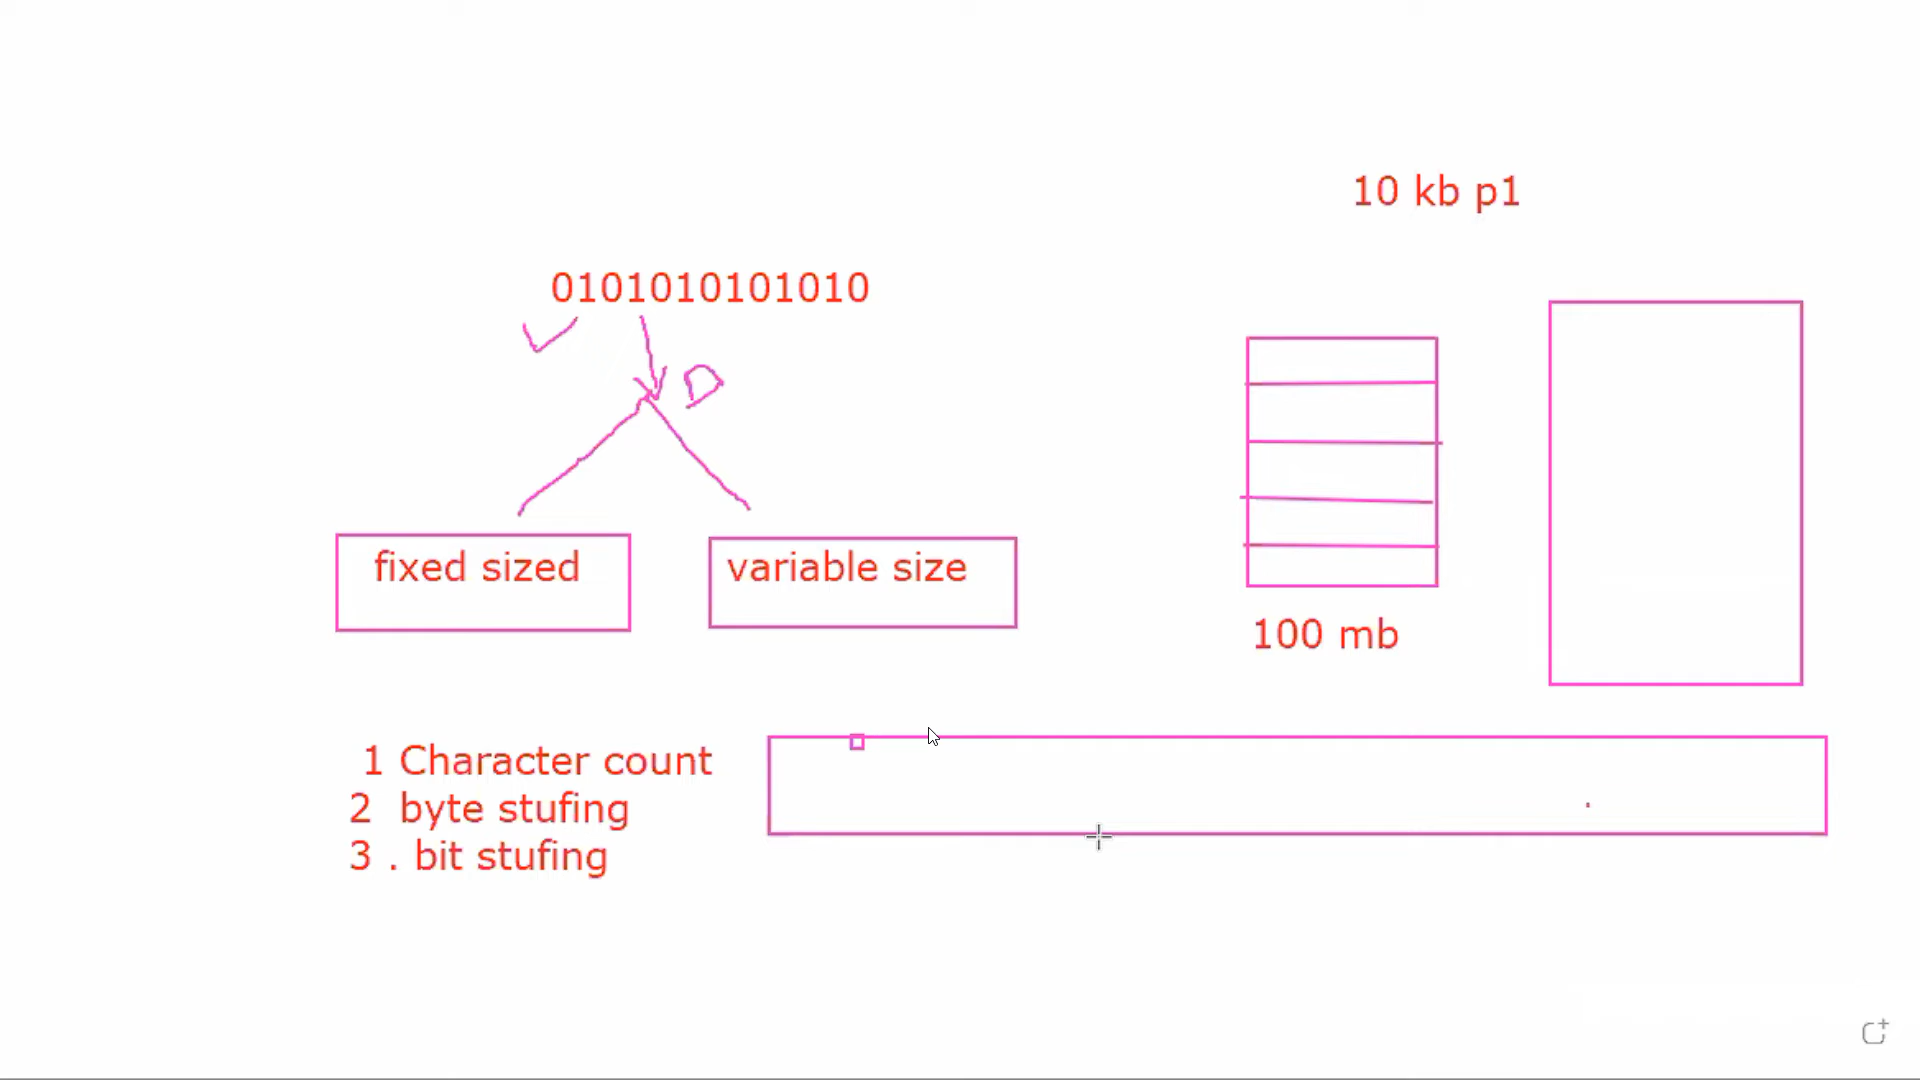 10 kb p1
0101010101010
D
fixed sized
variable size
100 mb
1 Character count
2 byte stufing
3 . bit stufing